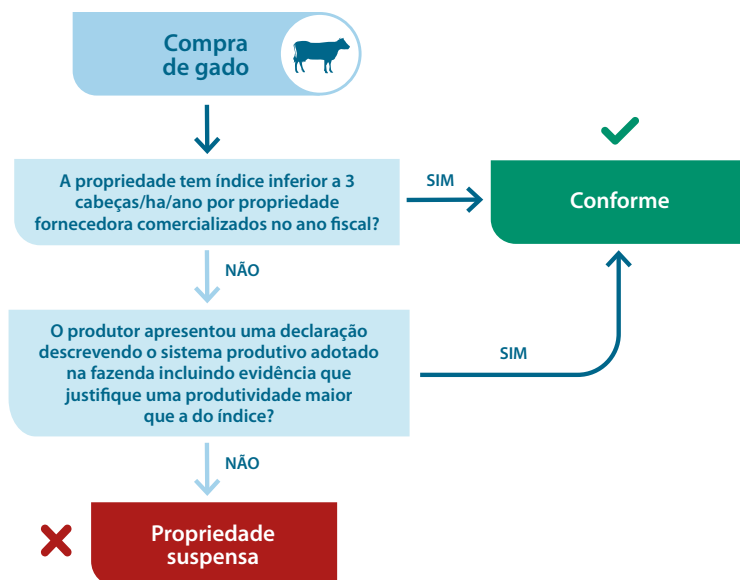 Compra
de gado
A propriedade tem índice inferior a 3
cabeças/ha/ano por propriedade
fornecedora comercializados no ano fiscal?
SIM
Conforme
NÃO
O produtor apresentou uma declaração
descrevendo o sistema produtivo adotado
na fazenda incluindo evidência que
justifique uma produtividade maior
que a do índice?
SIM
NÃO
Propriedade
suspensa